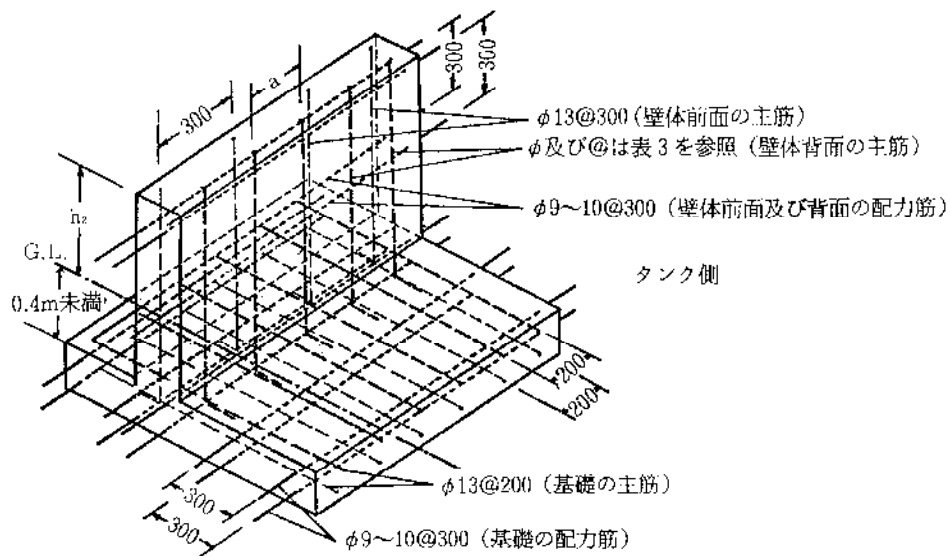 300
300
a
300
φ13@300(壁体前面の主筋)
φ及び@は表3を参照(壁体背面の主筋)
h₂
φ9~10@300(壁体前面及び背面の配力筋)
G.L.
タンク側
0.4m未満
200
200
φ13@200(基礎の主筋)
300
300
φ9~10@300(基礎の配力筋)